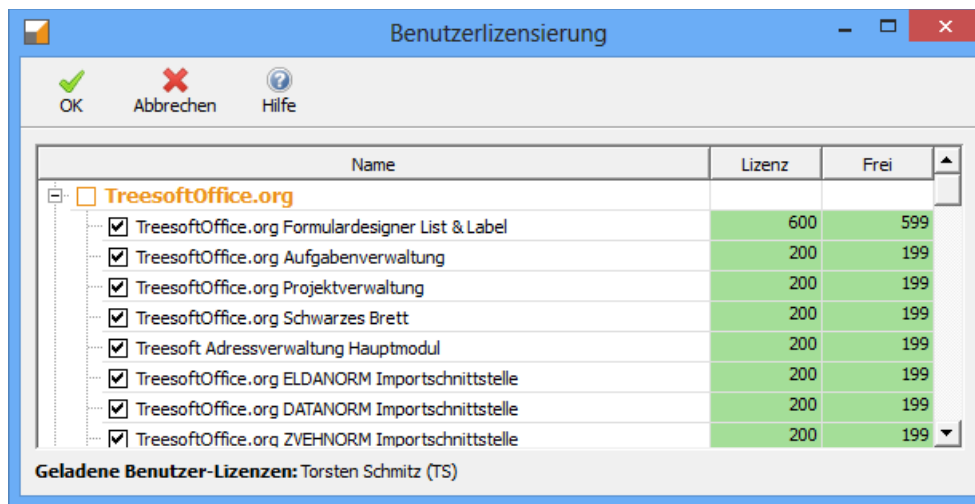 Benutzerlizensierung
OK Abbrechen Hilfe
Name Lizenz Frei
TreesoftOffice.org
TreesoftOffice.org Formulardesigner List & Label 600 599
TreesoftOffice.org Aufgabenverwaltung 200 199
TreesoftOffice.org Projektverwaltung 200 199
TreesoftOffice.org Schwarzes Brett 200 199
Treesoft Adressverwaltung Hauptmodul 200 199
TreesoftOffice.org ELDANORM Importschnittstelle 200 199
TreesoftOffice.org DATANORM Importschnittstelle 200 199
TreesoftOffice.org ZVEHNORM Importschnittstelle 200 199
Geladene Benutzer-Lizenzen: Torsten Schmitz (TS)